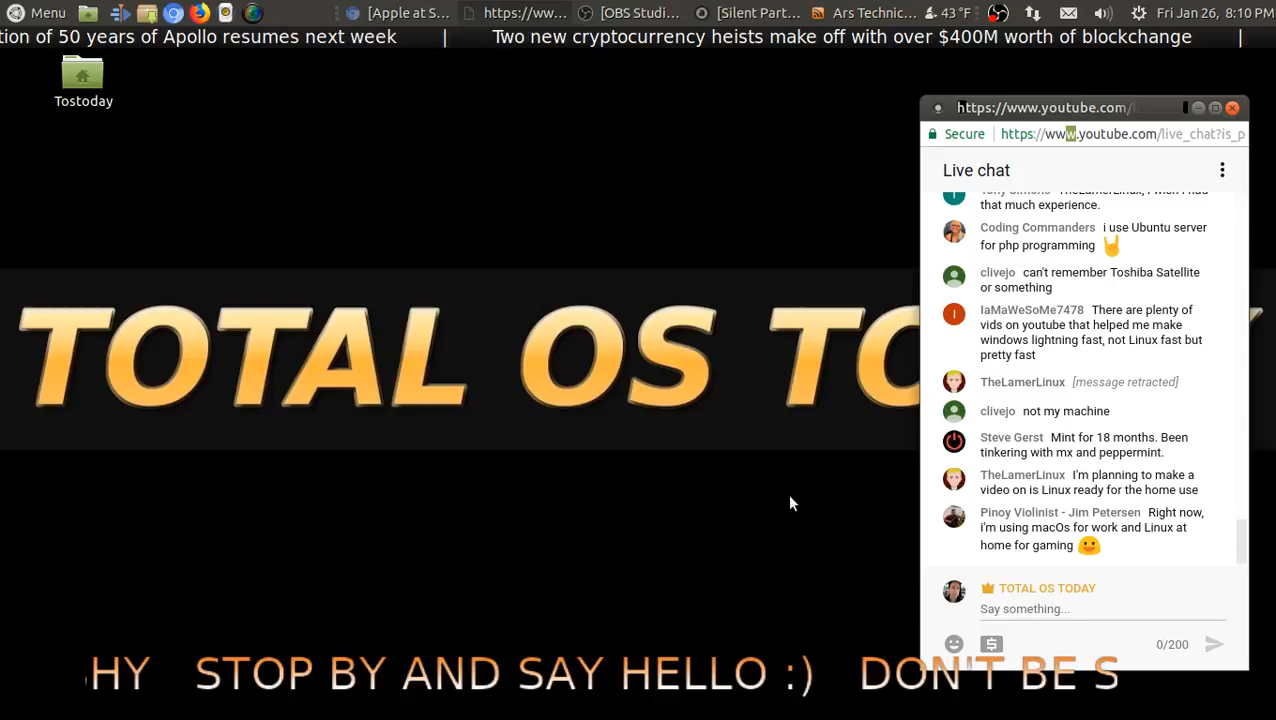 Menu [Apple at S... https://ww... [OBS Studi... [Silent Part... Ars Technic... 43 °F Fri Jan 26, 8:10 PM
tion of 50 years of Apollo resumes next week | Two new cryptocurrency heists make off with over $400M worth of blockchange |
Tostoday
https://www.youtube.com/
Secure | https://www.youtube.com/live_chat?is_p
Live chat
that much experience.
Coding Commanders i use Ubuntu server
for php programming
clivejo can't remember Toshiba Satellite
or something
IaMaWeSoMe7478 There are plenty of
vids on youtube that helped me make
windows lightning fast, not Linux fast but
pretty fast
TheLamerLinux [message retracted]
clivejo not my machine
Steve Gerst Mint for 18 months. Been
tinkering with mx and peppermint.
TheLamerLinux I'm planning to make a
video on is Linux ready for the home use
Pinoy Violinist - Jim Petersen Right now,
i'm using macOs for work and Linux at
home for gaming
TOTAL OS TODAY
Say something...
0/200
TOTAL OS TO
HY STOP BY AND SAY HELLO :) DON'T BE S